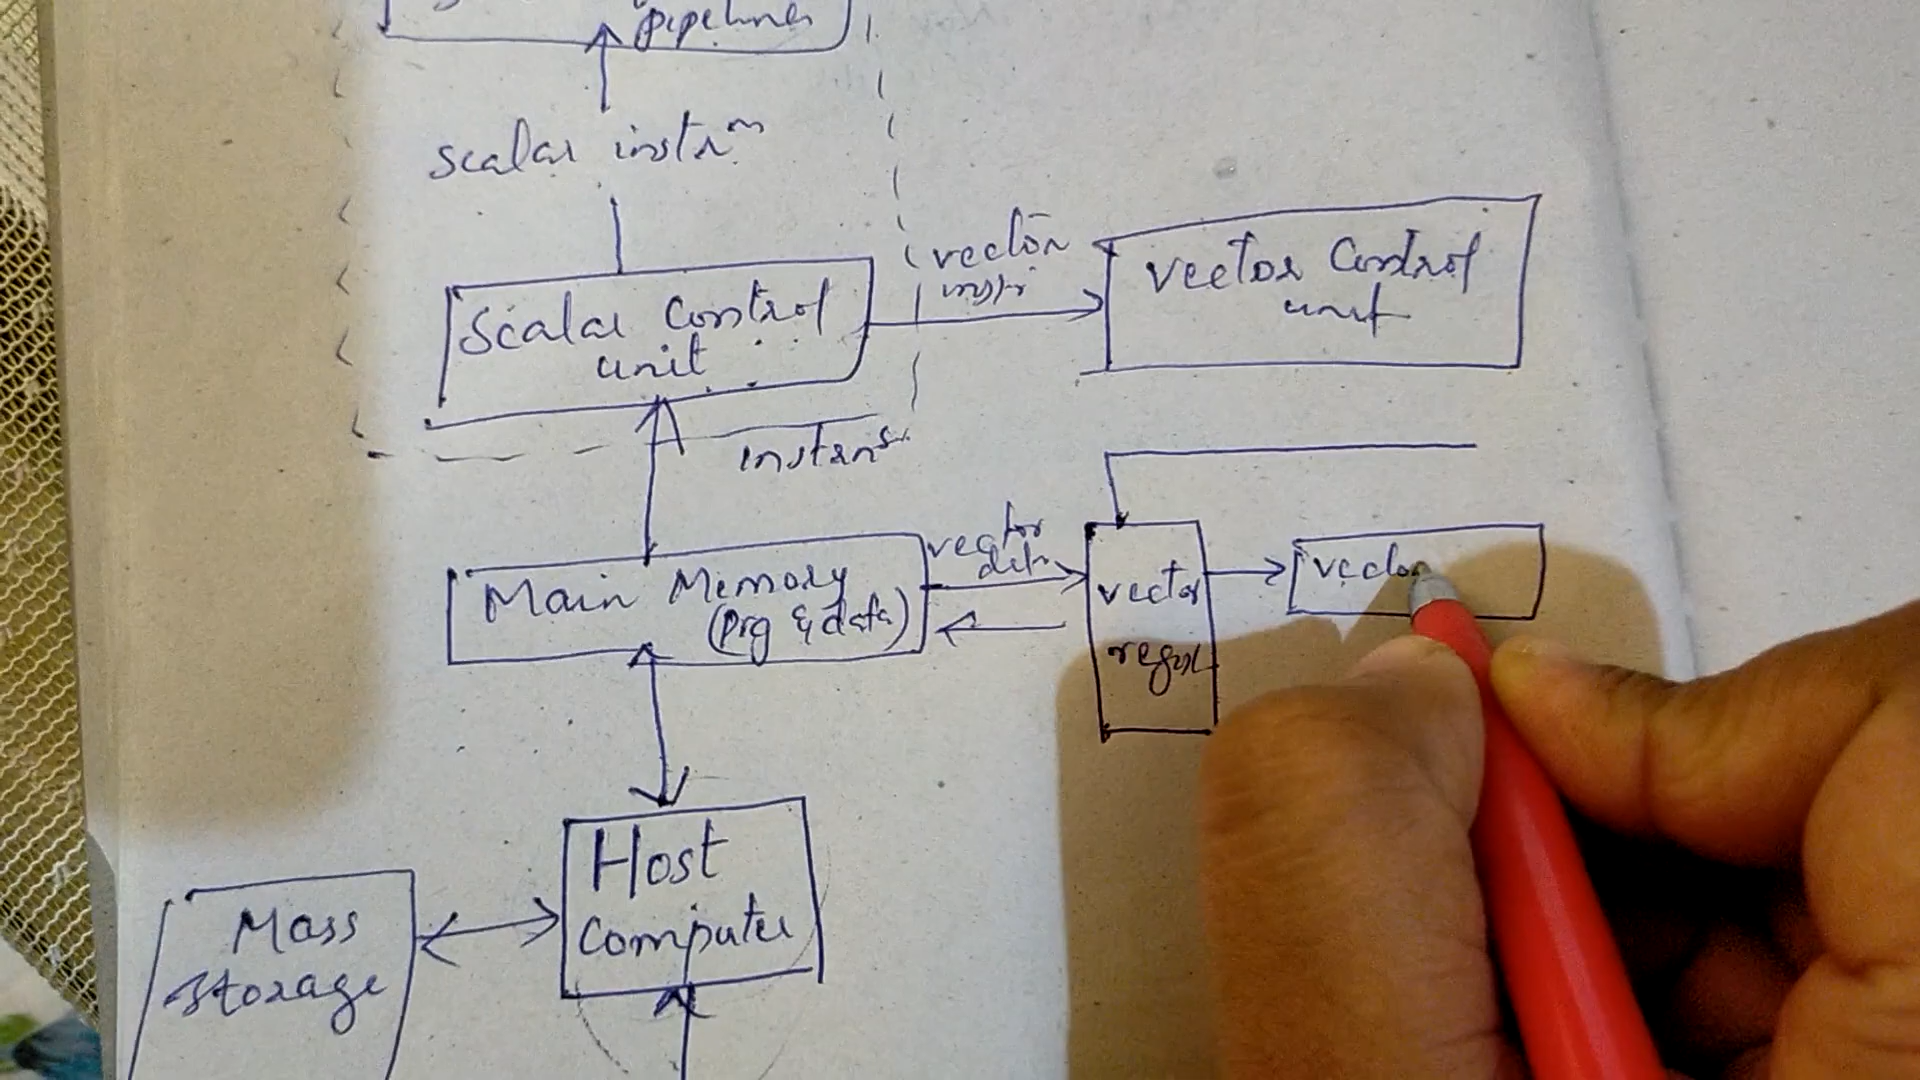 pipelines
scalar instrn
vector
instr
Vector Control
unit
Scalar Control
unit
instrns
vector
data
Main Memory
(Prg & data)
vector
regis
vector
Host
Computer
Mass
storage